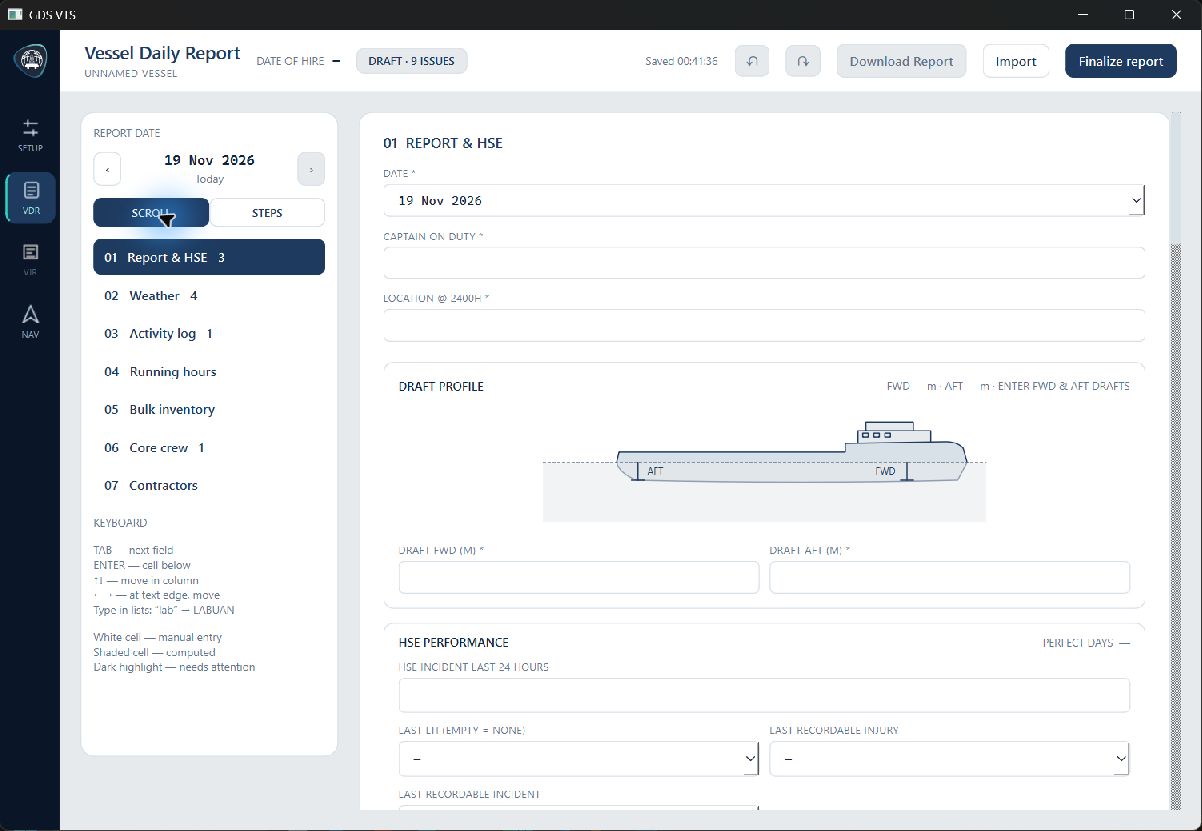 GDS VTS
Vessel Daily Report
UNNAMED VESSEL
DATE OF HIRE –
DRAFT · 9 ISSUES
Saved 00:41:36
Download Report
Import
Finalize report
SETUP
VDR
VIR
NAV
REPORT DATE
19 Nov 2026
Today
SCROLL
STEPS
01 Report & HSE 3
02 Weather 4
03 Activity log 1
04 Running hours
05 Bulk inventory
06 Core crew 1
07 Contractors
KEYBOARD
TAB — next field
ENTER — cell below
↑↓ — move in column
— at text edge, move
Type in lists: "lab" → LABUAN
White cell — manual entry
Shaded cell — computed
Dark highlight — needs attention
01 REPORT & HSE
DATE *
19 Nov 2026
CAPTAIN ON DUTY *
LOCATION @ 2400H *
DRAFT PROFILE
FWD m · AFT m · ENTER FWD & AFT DRAFTS
AFT
FWD
DRAFT FWD (M) *
DRAFT AFT (M) *
HSE PERFORMANCE
PERFECT DAYS —
HSE INCIDENT LAST 24 HOURS
LAST LTI (EMPTY = NONE)
LAST RECORDABLE INJURY
–
–
LAST RECORDABLE INCIDENT